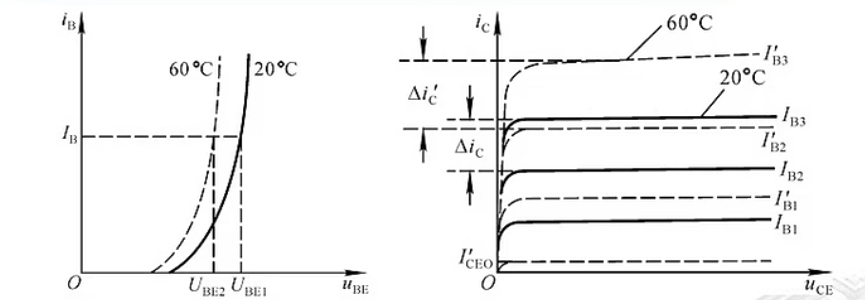 i_B
60°C
20°C
I_B
O
U_BE2
U_BE1
u_BE
i_C
60°C
I′_B3
20°C
Δi′_C
I_B3
I′_B2
Δi_C
I_B2
I′_B1
I_B1
I′_CEO
O
u_CE